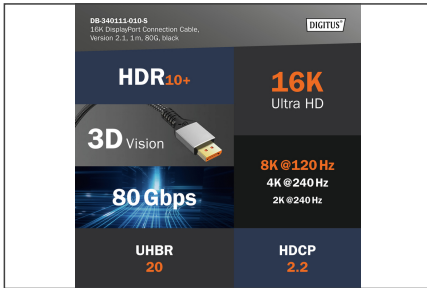 DB-340111-010-S
16K DisplayPort Connection Cable,
Version 2.1, 1m, 80G, black
DIGITUS®
HDR10+
16K
Ultra HD
3D Vision
8K @120 Hz
4K @240 Hz
2K @240 Hz
80 Gbps
UHBR
20
HDCP
2.2